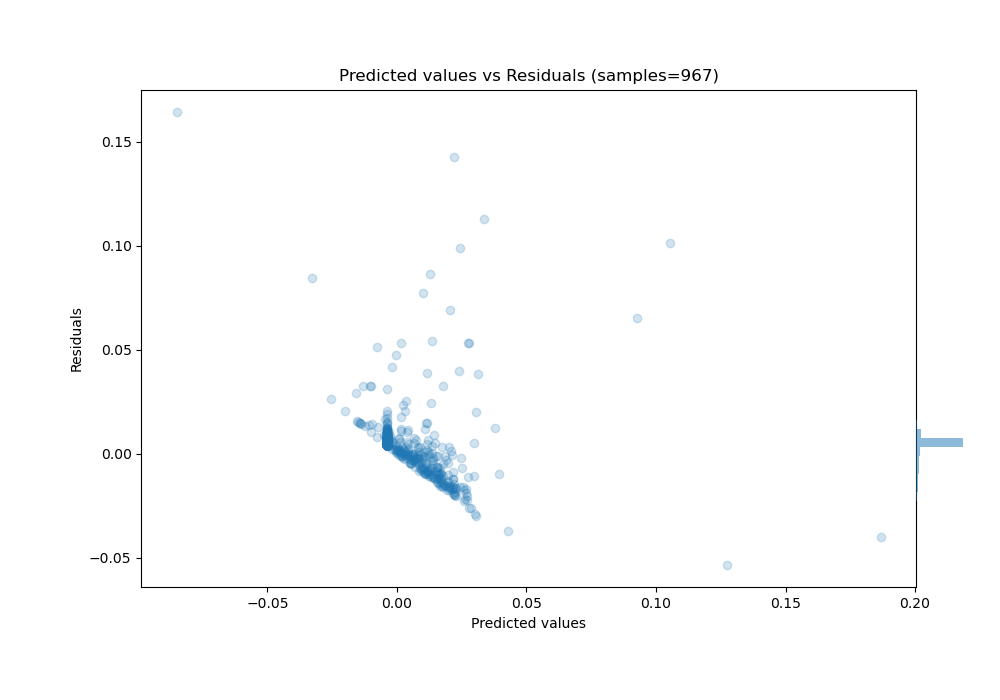 Predicted values vs Residuals (samples=967)
0.15
0.10
0.05
0.00
−0.05
Residuals
−0.05 0.00 0.05 0.10 0.15 0.20
Predicted values